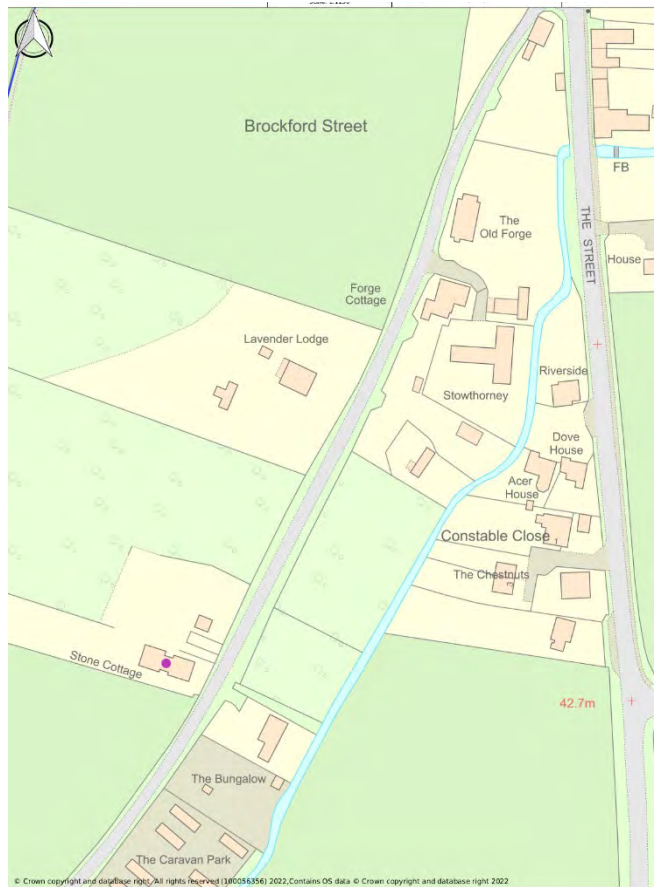 Brockford Street
FB
THE STREET
The
Old Forge
House
Forge
Cottage
Lavender Lodge
Riverside
Stowthorney
Dove
House
Acer
House
Constable Close
1
The Chestnuts
3
Stone Cottage
42.7m
The Bungalow
The Caravan Park
© Crown copyright and database right. All rights reserved (100056356) 2022,Contains OS data © Crown copyright and database right 2022